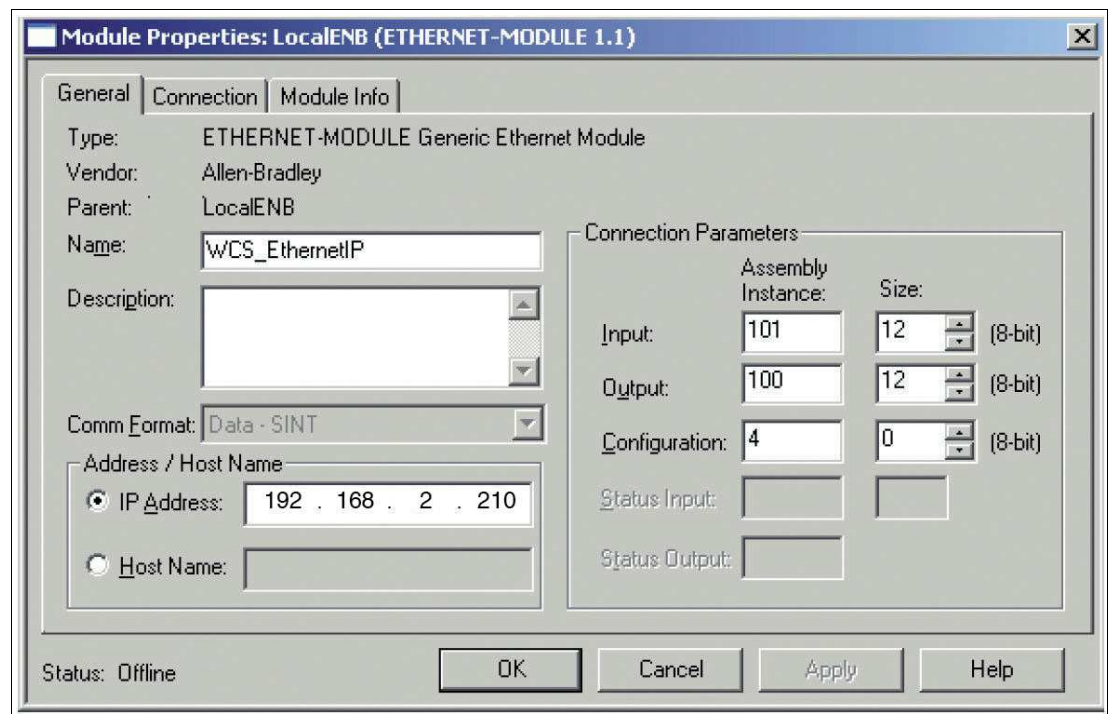 Module Properties: LocalENB (ETHERNET-MODULE 1.1)
General
Connection
Module Info
Type: ETHERNET-MODULE Generic Ethernet Module
Vendor: Allen-Bradley
Parent: LocalENB
Name: WCS_EthernetIP
Description:
Comm Format: Data - SINT
Address / Host Name
IP Address: 192 . 168 . 2 . 210
Host Name:
Connection Parameters
Assembly Instance: Size:
Input: 101 12 (8-bit)
Output: 100 12 (8-bit)
Configuration: 4 0 (8-bit)
Status Input:
Status Output:
Status: Offline
OK
Cancel
Apply
Help